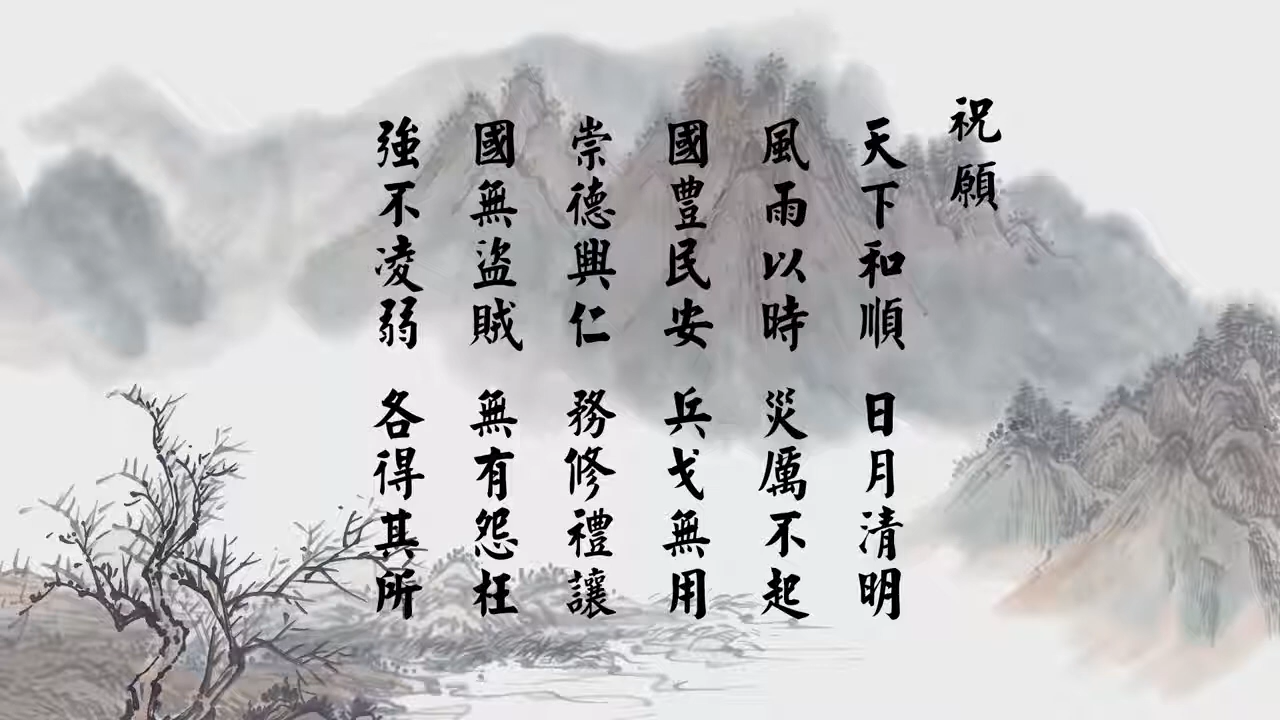 祝願
天下和順 日月清明
風雨以時 災厲不起
國豐民安 兵戈無用
崇德興仁 務修禮讓
國無盜賊 無有怨枉
強不凌弱 各得其所